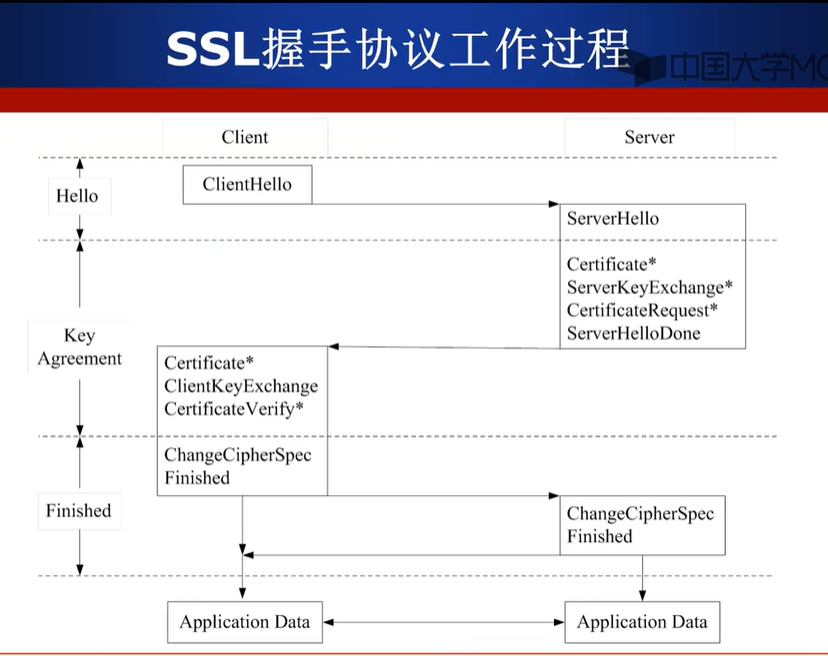 SSL握手协议工作过程
中国大学MO
Client
Server
Hello
ClientHello
ServerHello
Certificate*
ServerKeyExchange*
CertificateRequest*
ServerHelloDone
Key
Agreement
Certificate*
ClientKeyExchange
CertificateVerify*
ChangeCipherSpec
Finished
Finished
ChangeCipherSpec
Finished
Application Data
Application Data